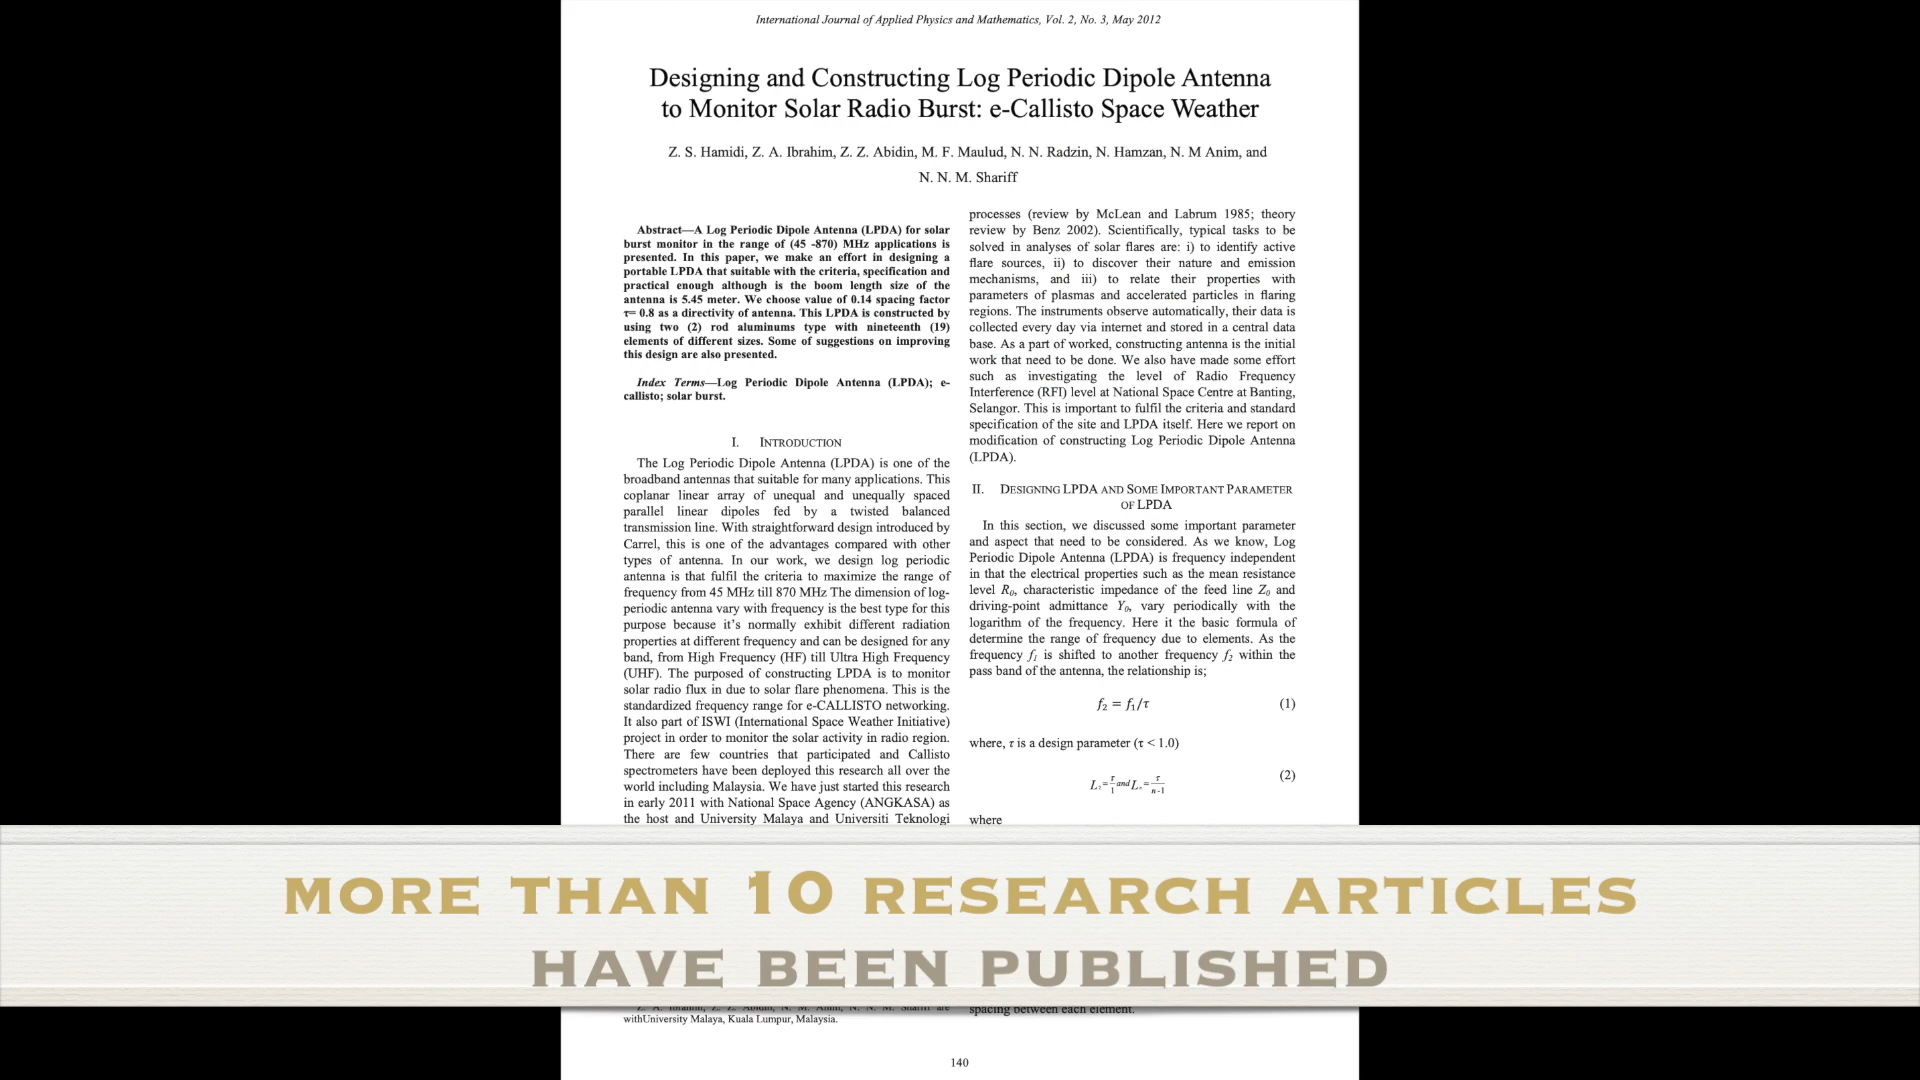 International Journal of Applied Physics and Mathematics, Vol. 2, No. 3, May 2012
Designing and Constructing Log Periodic Dipole Antenna
to Monitor Solar Radio Burst: e-Callisto Space Weather
Z. S. Hamidi, Z. A. Ibrahim, Z. Z. Abidin, M. F. Maulud, N. N. Radzin, N. Hamzan, N. M Anim, and
N. N. M. Shariff
Abstract—A Log Periodic Dipole Antenna (LPDA) for solar
burst monitor in the range of (45 -870) MHz applications is
presented. In this paper, we make an effort in designing a
portable LPDA that suitable with the criteria, specification and
practical enough although is the boom length size of the
antenna is 5.45 meter. We choose value of 0.14 spacing factor
τ= 0.8 as a directivity of antenna. This LPDA is constructed by
using two (2) rod aluminums type with nineteenth (19)
elements of different sizes. Some of suggestions on improving
this design are also presented.
Index Terms—Log Periodic Dipole Antenna (LPDA); e-
callisto; solar burst.
I. INTRODUCTION
The Log Periodic Dipole Antenna (LPDA) is one of the
broadband antennas that suitable for many applications. This
coplanar linear array of unequal and unequally spaced
parallel linear dipoles fed by a twisted balanced
transmission line. With straightforward design introduced by
Carrel, this is one of the advantages compared with other
types of antenna. In our work, we design log periodic
antenna is that fulfil the criteria to maximize the range of
frequency from 45 MHz till 870 MHz The dimension of log-
periodic antenna vary with frequency is the best type for this
purpose because it's normally exhibit different radiation
properties at different frequency and can be designed for any
band, from High Frequency (HF) till Ultra High Frequency
(UHF). The purposed of constructing LPDA is to monitor
solar radio flux in due to solar flare phenomena. This is the
standardized frequency range for e-CALLISTO networking.
It also part of ISWI (International Space Weather Initiative)
project in order to monitor the solar activity in radio region.
There are few countries that participated and Callisto
spectrometers have been deployed this research all over the
world including Malaysia. We have just started this research
in early 2011 with National Space Agency (ANGKASA) as
the host and University Malaya and Universiti Teknologi
withUniversity Malaya, Kuala Lumpur, Malaysia.
processes (review by McLean and Labrum 1985; theory
review by Benz 2002). Scientifically, typical tasks to be
solved in analyses of solar flares are: i) to identify active
flare sources, ii) to discover their nature and emission
mechanisms, and iii) to relate their properties with
parameters of plasmas and accelerated particles in flaring
regions. The instruments observe automatically, their data is
collected every day via internet and stored in a central data
base. As a part of worked, constructing antenna is the initial
work that need to be done. We also have made some effort
such as investigating the level of Radio Frequency
Interference (RFI) level at National Space Centre at Banting,
Selangor. This is important to fulfil the criteria and standard
specification of the site and LPDA itself. Here we report on
modification of constructing Log Periodic Dipole Antenna
(LPDA).
II. DESIGNING LPDA AND SOME IMPORTANT PARAMETER
OF LPDA
In this section, we discussed some important parameter
and aspect that need to be considered. As we know, Log
Periodic Dipole Antenna (LPDA) is frequency independent
in that the electrical properties such as the mean resistance
level R0, characteristic impedance of the feed line Z0 and
driving-point admittance Y0, vary periodically with the
logarithm of the frequency. Here it the basic formula of
determine the range of frequency due to elements. As the
frequency f1 is shifted to another frequency f2 within the
pass band of the antenna, the relationship is;
f2 = f1/τ (1)
where, τ is a design parameter (τ < 1.0)
L2 = τ/1 and Ln = τ/n-1 (2)
where
spacing between each element.
MORE THAN 10 RESEARCH ARTICLES
HAVE BEEN PUBLISHED
140